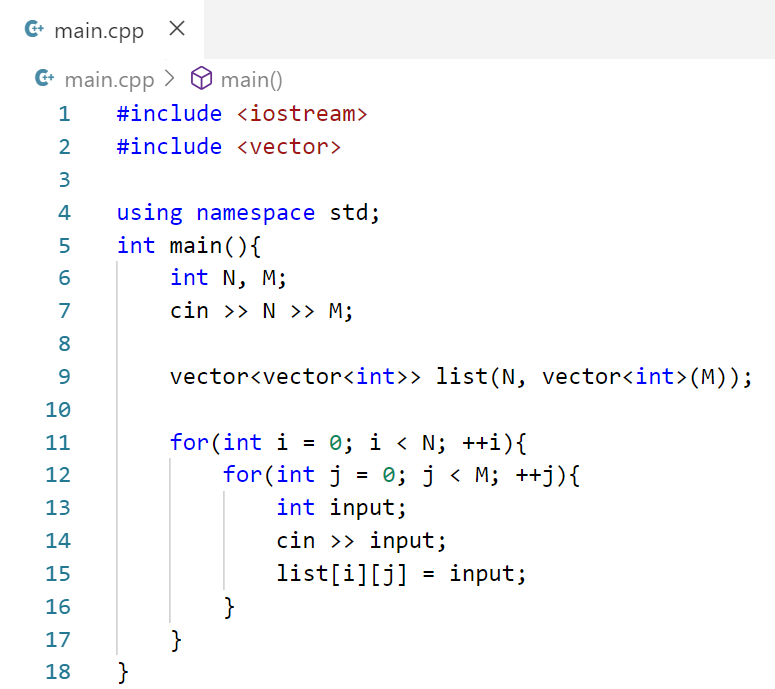 main.cpp
main.cpp > main()
1 #include <iostream>
2 #include <vector>
3
4 using namespace std;
5 int main(){
6     int N, M;
7     cin >> N >> M;
8
9     vector<vector<int>> list(N, vector<int>(M));
10
11     for(int i = 0; i < N; ++i){
12         for(int j = 0; j < M; ++j){
13             int input;
14             cin >> input;
15             list[i][j] = input;
16         }
17     }
18 }